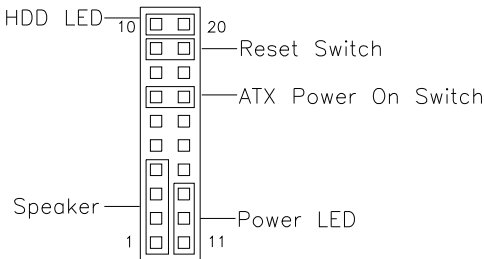 HDD LED
10 20
Reset Switch
ATX Power On Switch
Speaker
Power LED
1 11